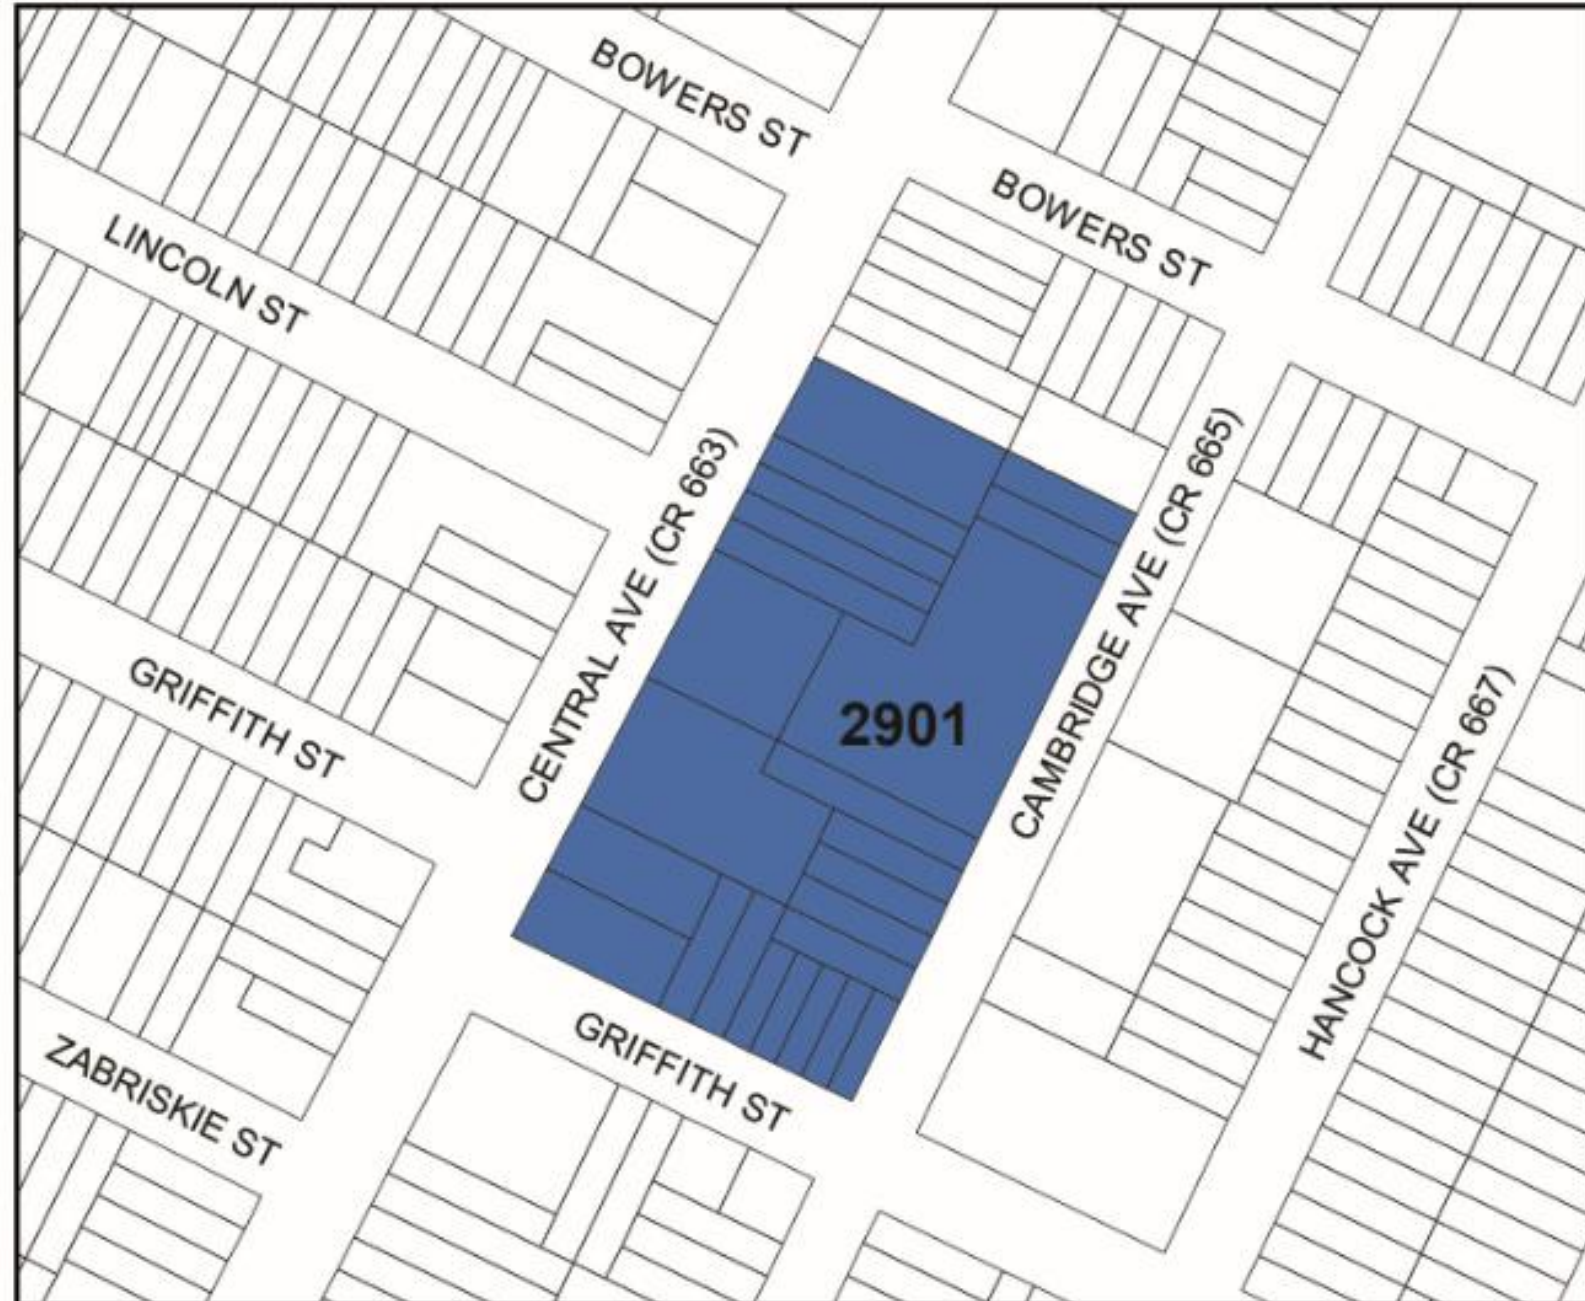 BOWERS ST
BOWERS ST
LINCOLN ST
CENTRAL AVE (CR 663)
CAMBRIDGE AVE (CR 665)
GRIFFITH ST
2901
HANCOCK AVE (CR 667)
GRIFFITH ST
ZABRISKIE ST